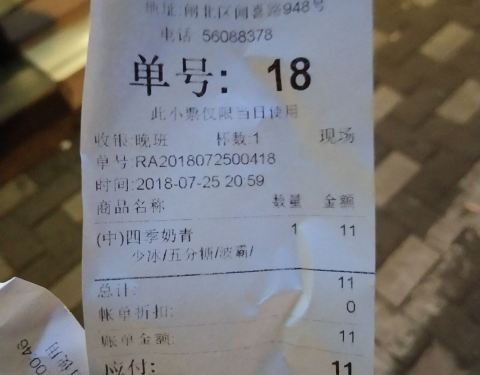 地址:闸北区闻喜路948号
电话 56088378
单号: 18
此小票仅限当日使用
收银:晚班 杯数:1 现场
单号:RA2018072500418
时间:2018-07-25 20:59
商品名称 数量 金额
(中)四季奶青 1 11
少冰/五分糖/波霸/
总计: 11
帐单折扣: 0
账单金额: 11
应付: 11